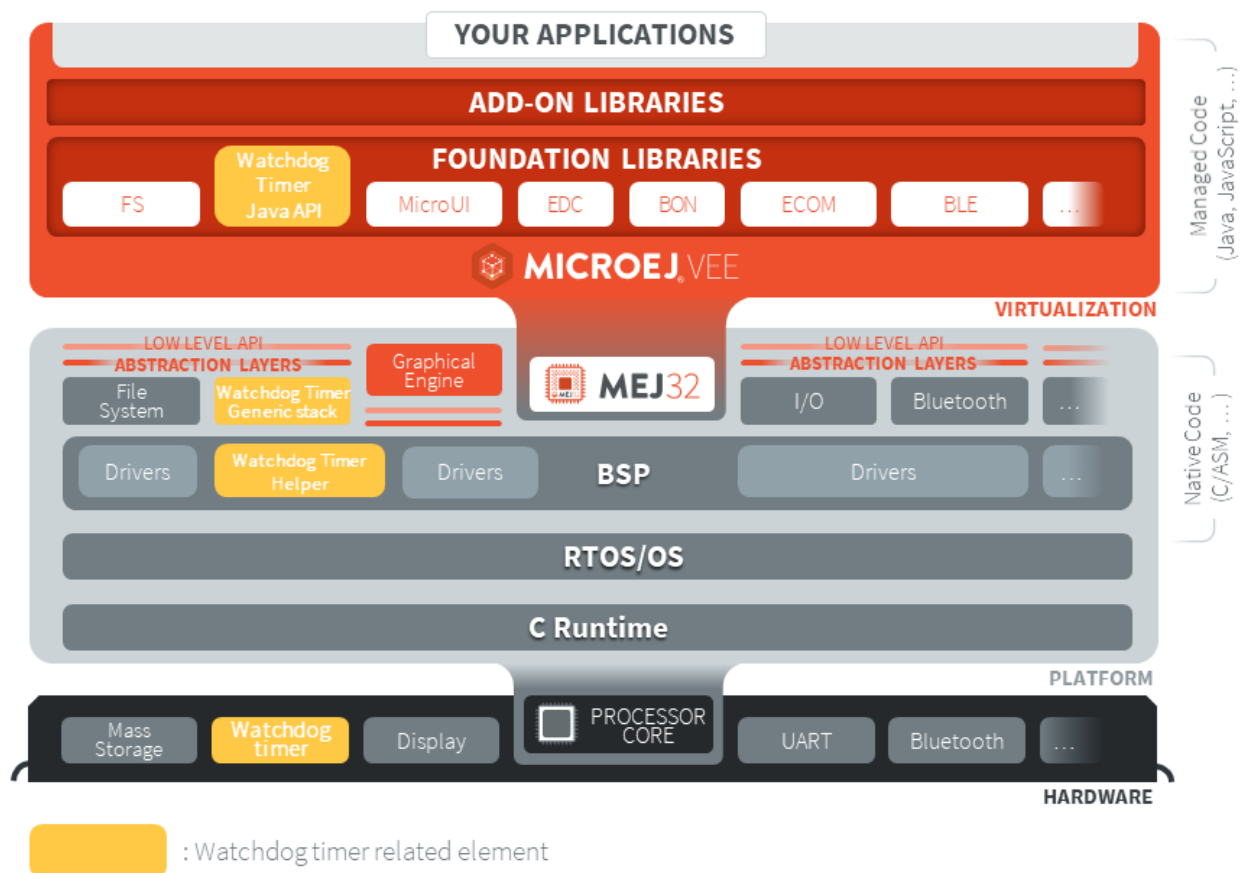 YOUR APPLICATIONS
ADD-ON LIBRARIES
FOUNDATION LIBRARIES
FS
Watchdog
Timer
Java API
MicroUI
EDC
BON
ECOM
BLE
...
MICROEJ® VEE
Managed Code
(Java, JavaScript, ...)
VIRTUALIZATION
LOW LEVEL API
ABSTRACTION LAYERS
File
System
Watchdog Timer
Generic stack
Graphical
Engine
MEJ32
MEJ32
LOW LEVEL API
ABSTRACTION LAYERS
I/O
Bluetooth
...
Drivers
Watchdog Timer
Helper
Drivers
BSP
Drivers
...
Native Code
(C/ASM, ...)
RTOS/OS
C Runtime
PLATFORM
Mass
Storage
Watchdog
timer
Display
PROCESSOR
CORE
UART
Bluetooth
...
HARDWARE
: Watchdog timer related element